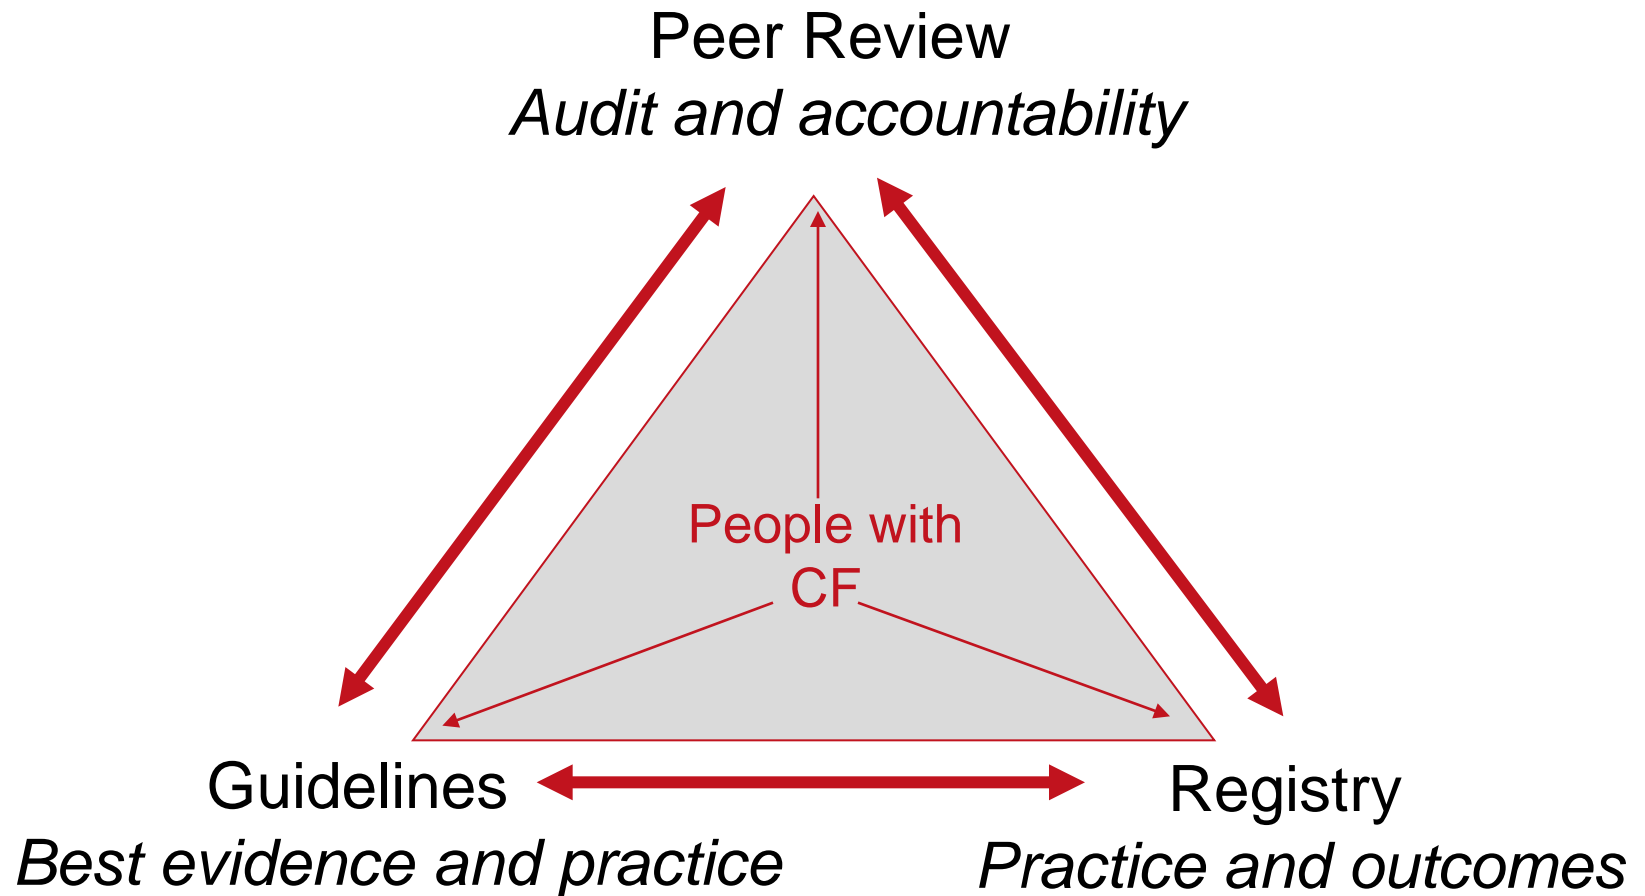 Peer Review
Audit and accountability
People with
CF
Guidelines
Best evidence and practice
Registry
Practice and outcomes